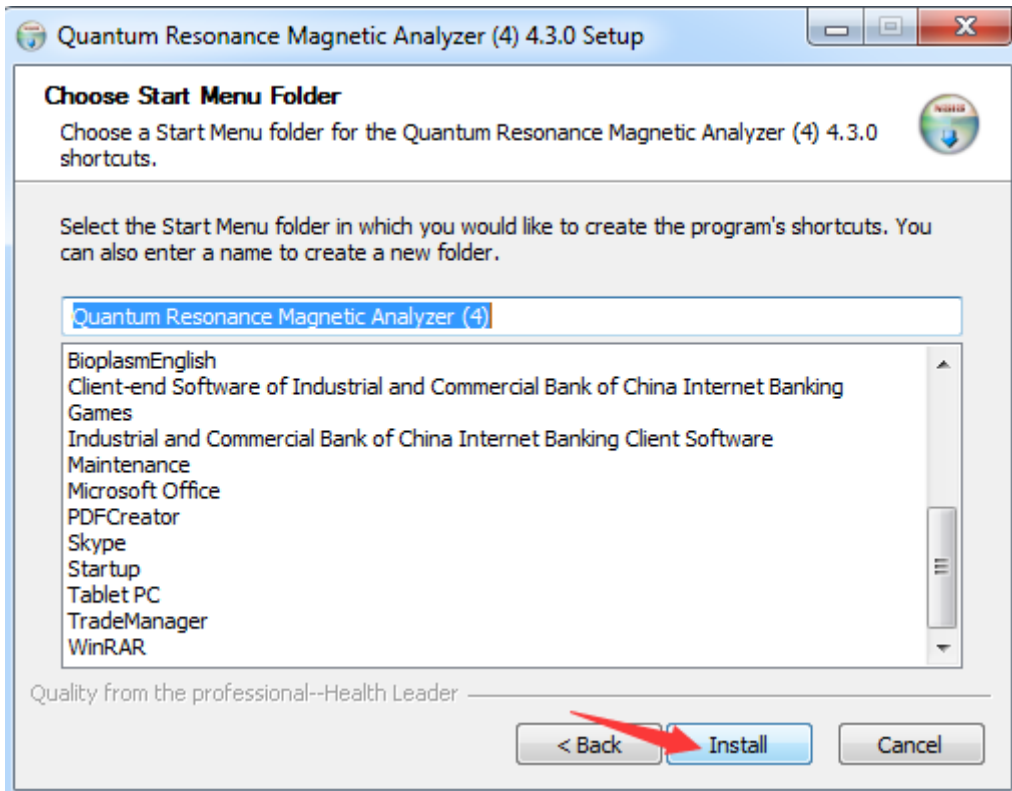 Quantum Resonance Magnetic Analyzer (4) 4.3.0 Setup
Choose Start Menu Folder
Choose a Start Menu folder for the Quantum Resonance Magnetic Analyzer (4) 4.3.0
shortcuts.
Select the Start Menu folder in which you would like to create the program's shortcuts. You
can also enter a name to create a new folder.
Quantum Resonance Magnetic Analyzer (4)
BioplasmEnglish
Client-end Software of Industrial and Commercial Bank of China Internet Banking
Games
Industrial and Commercial Bank of China Internet Banking Client Software
Maintenance
Microsoft Office
PDFCreator
Skype
Startup
Tablet PC
TradeManager
WinRAR
Quality from the professional--Health Leader
< Back Install Cancel